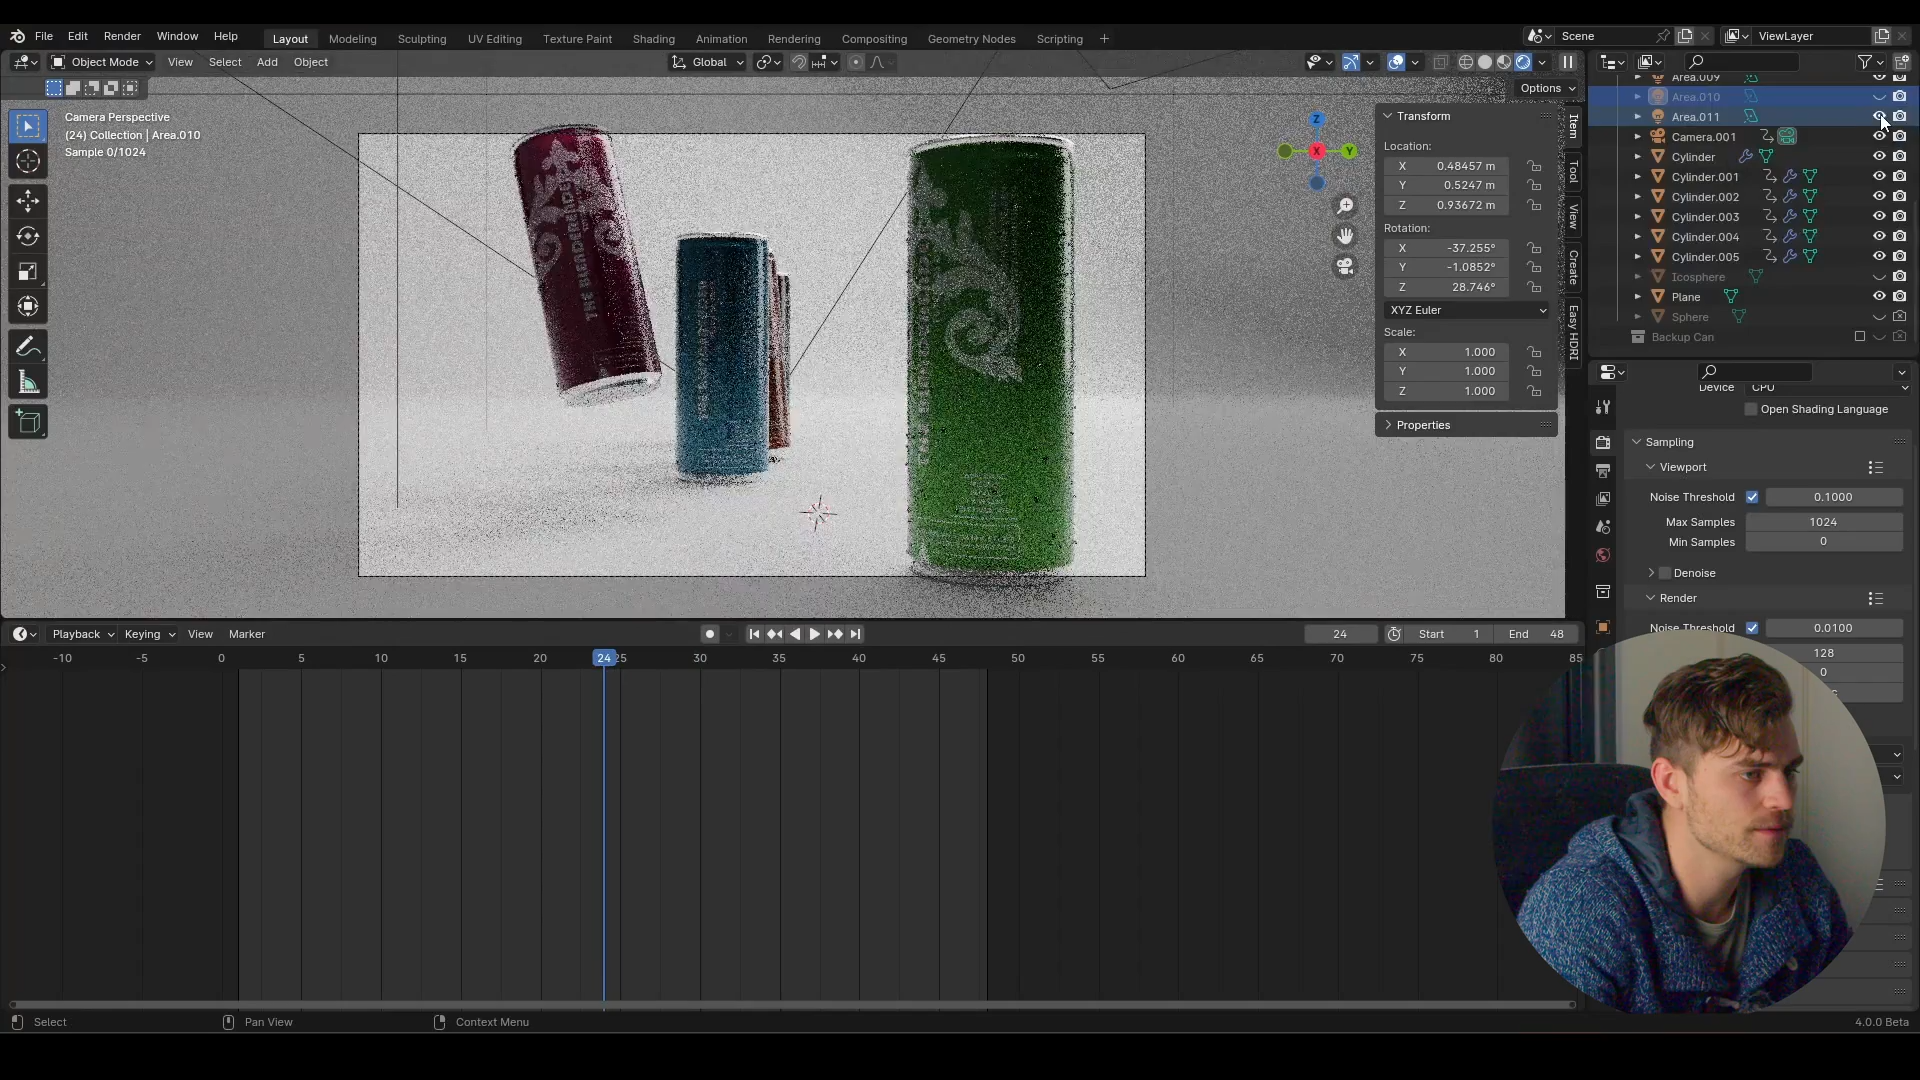 File Edit Render Window Help
Layout Modeling Sculpting UV Editing Texture Paint Shading Animation Rendering Compositing Geometry Nodes Scripting +
Scene
ViewLayer
Object Mode View Select Add Object
Global
Options
Camera Perspective
(24) Collection | Area.010
Sample 0/1024
THE BLENDERENDER
Z
Y
X
Item
Tool
View
Create
Easy HDRI
Transform
Location:
X 0.48457 m
Y 0.5247 m
Z 0.93672 m
Rotation:
X -37.255°
Y -1.0852°
Z 28.746°
XYZ Euler
Scale:
X 1.000
Y 1.000
Z 1.000
Properties
Area.009
Area.010
Area.011
Camera.001
Cylinder
Cylinder.001
Cylinder.002
Cylinder.003
Cylinder.004
Cylinder.005
Icosphere
Plane
Sphere
Backup Can
Device CPU
Open Shading Language
Sampling
Viewport
Noise Threshold 0.1000
Max Samples 1024
Min Samples 0
Denoise
Render
Noise Threshold 0.0100
128
0
Playback Keying View Marker
24 Start 1 End 48
-10 -5 0 5 10 15 20 24 25 30 35 40 45 50 55 60 65 70 75 80 85
Select Pan View Context Menu
4.0.0 Beta